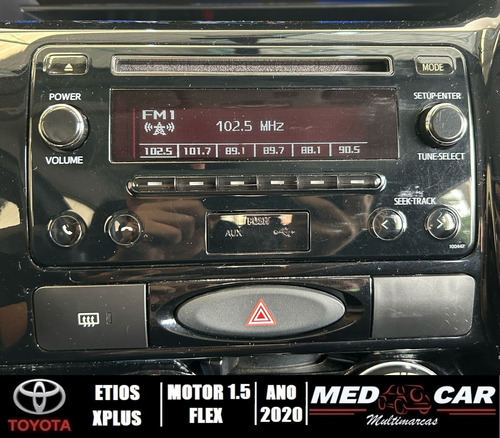 MODE
POWER
SETUP·ENTER
FM1
102.5 MHz
102.5 101.7 89.1 89.7 88.1 90.5
VOLUME
TUNE·SELECT
SEEK·TRACK
PUSH
AUX
100447
TOYOTA
ETIOS XPLUS
MOTOR 1.5 FLEX
ANO 2020
MED CAR
Multimarcas